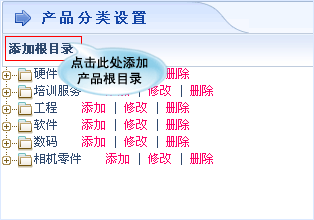 产品分类设置
添加根目录
点击此处添加
产品根目录
硬件 删除
培训服务 | 修改 | 删除
工程 添加 | 修改 | 删除
软件 添加 | 修改 | 删除
数码 添加 | 修改 | 删除
相机零件 添加 | 修改 | 删除